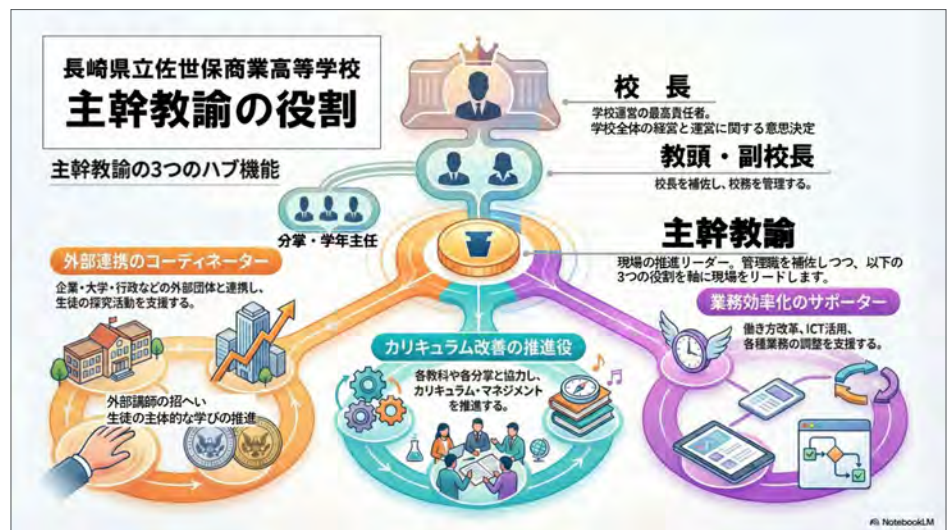 長崎県立佐世保商業高等学校
主幹教諭の役割
主幹教諭の3つのハブ機能
校　長
学校運営の最高責任者。
学校全体の経営と運営に関する意思決定
教頭・副校長
校長を補佐し、校務を管理する。
分掌・学年主任
主幹教諭
現場の推進リーダー。管理職を補佐しつつ、以下の
3つの役割を軸に現場をリードします。
外部連携のコーディネーター
企業・大学・行政などの外部団体と連携し、
生徒の探究活動を支援する。
外部講師の招へい
生徒の主体的な学びの推進
カリキュラム改善の推進役
各教科や各分掌と協力し、
カリキュラム・マネジメント
を推進する。
業務効率化のサポーター
働き方改革、ICT活用、
各種業務の調整を支援する。
NotebookLM